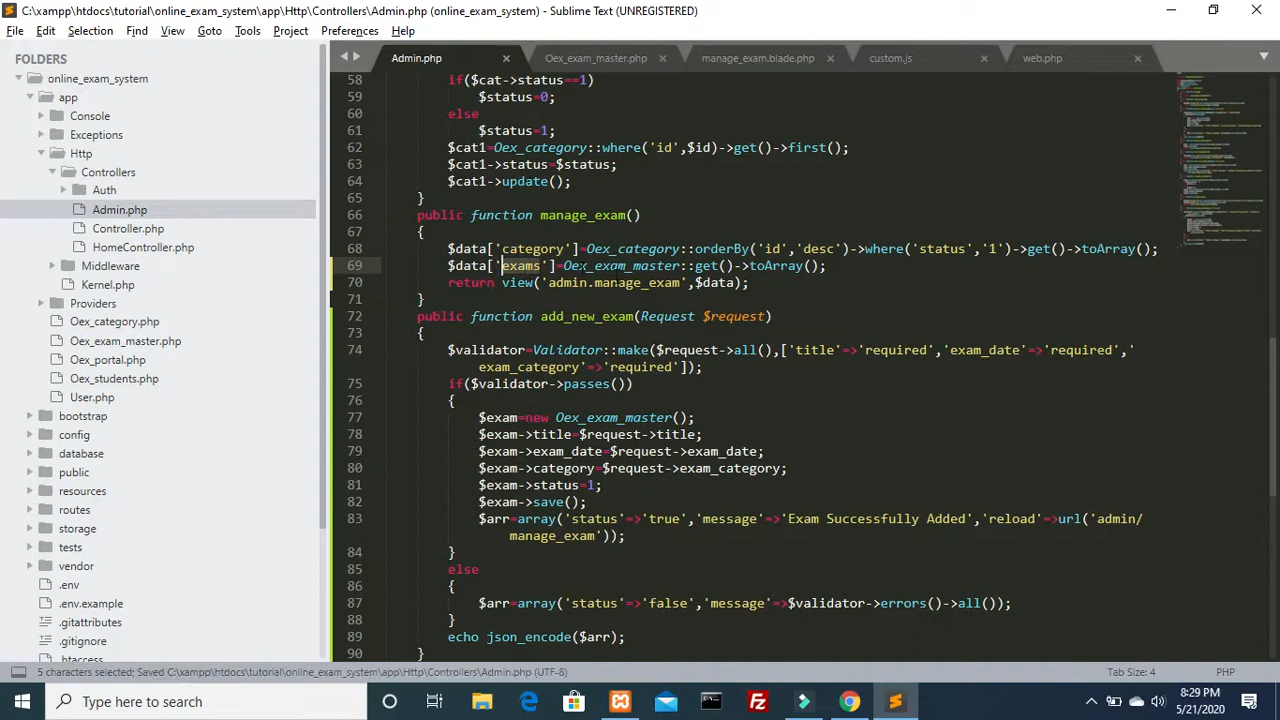 C:\xampp\htdocs\tutorial\online_exam_system\app\Http\Controllers\Admin.php (online_exam_system) - Sublime Text (UNREGISTERED)
File Edit Selection Find View Goto Tools Project Preferences Help
FOLDERS
online_exam_system
app
Console
Exceptions
Http
Controllers
Auth
Admin.php
Controller.php
HomeController.php
Middleware
Kernel.php
Providers
Oex_category.php
Oex_exam_master.php
Oex_portal.php
Oex_students.php
User.php
bootstrap
config
database
public
resources
routes
storage
tests
vendor
.env
.env.example
.gitattributes
.gitignore
.htaccess
Admin.php Oex_exam_master.php manage_exam.blade.php custom.js web.php
58 if($cat->status==1)
59 $status=0;
60 else
61 $status=1;
62 $cat1=Oex_category::where('id',$id)->get()->first();
63 $cat1->status=$status;
64 $cat1->update();
65 }
66 public function manage_exam()
67 {
68 $data['category']=Oex_category::orderBy('id','desc')->where('status','1')->get()->toArray();
69 $data['exams']=Oex_exam_master::get()->toArray();
70 return view('admin.manage_exam',$data);
71 }
72 public function add_new_exam(Request $request)
73 {
74 $validator=Validator::make($request->all(),['title'=>'required','exam_date'=>'required','
exam_category'=>'required']);
75 if($validator->passes())
76 {
77 $exam=new Oex_exam_master();
78 $exam->title=$request->title;
79 $exam->exam_date=$request->exam_date;
80 $exam->category=$request->exam_category;
81 $exam->status=1;
82 $exam->save();
83 $arr=array('status'=>'true','message'=>'Exam Successfully Added','reload'=>url('admin/
manage_exam'));
84 }
85 else
86 {
87 $arr=array('status'=>'false','message'=>$validator->errors()->all());
88 }
89 echo json_encode($arr);
90 }
5 characters selected; Saved C:\xampp\htdocs\tutorial\online_exam_system\app\Http\Controllers\Admin.php (UTF-8) Tab Size: 4 PHP
Type here to search
8:29 PM
5/21/2020